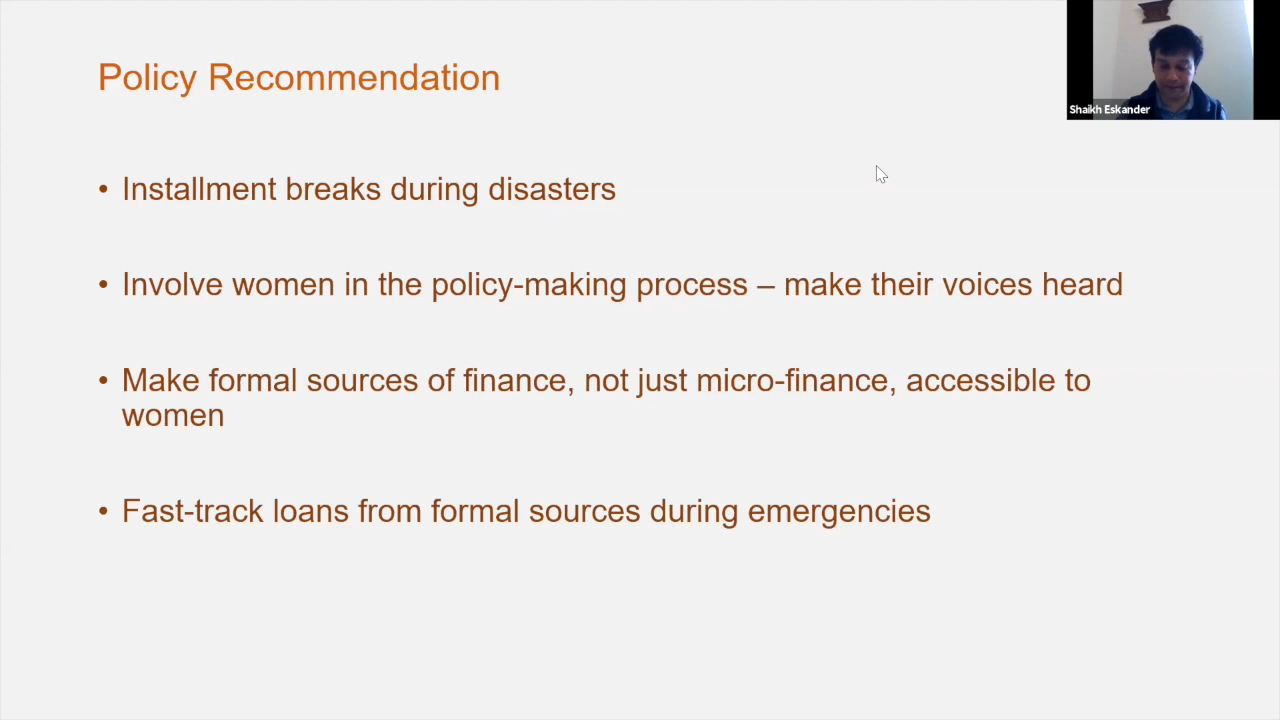 Policy Recommendation
Shaikh Eskander
• Installment breaks during disasters
• Involve women in the policy-making process – make their voices heard
• Make formal sources of finance, not just micro-finance, accessible to
women
• Fast-track loans from formal sources during emergencies